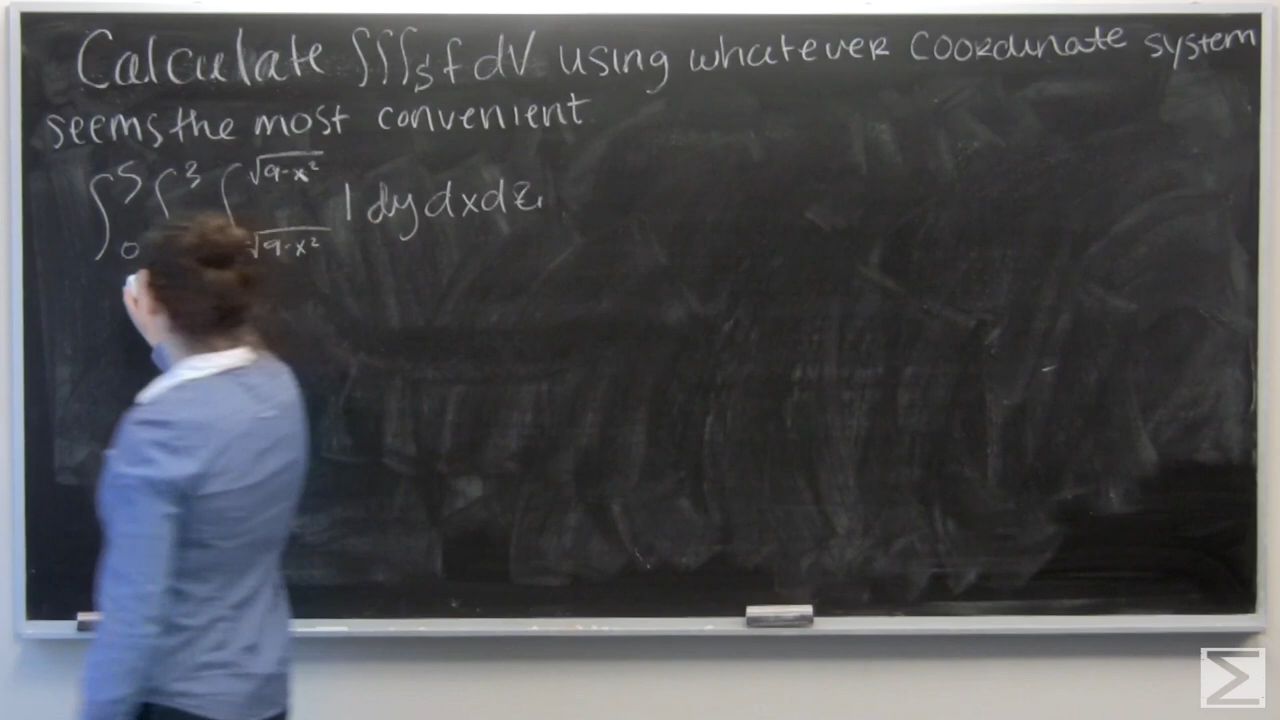 Calculate ∫∫∫_S f dV using whatever coordinate system
seems the most convenient
∫_0^5 ∫^3 ∫_{√(9-x²)}^{√(9-x²)} 1 dy dx dz